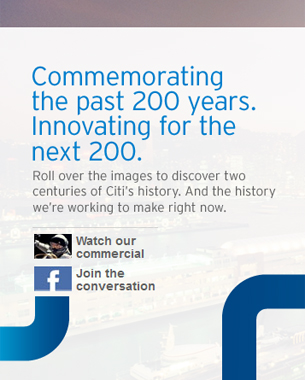 Commemorating
the past 200 years.
Innovating for the
next 200.
Roll over the images to discover two
centuries of Citi's history. And the history
we're working to make right now.
Watch our
commercial
f
Join the
conversation